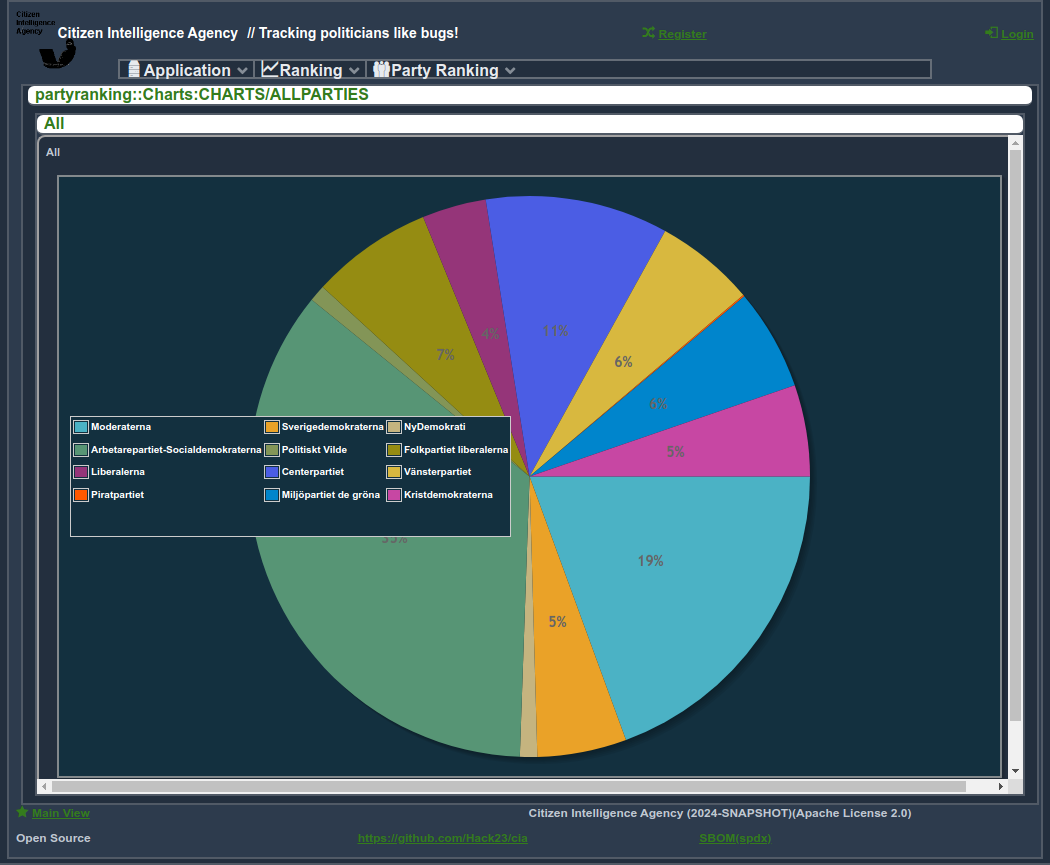 Citizen
Intelligence
Agency
Citizen Intelligence Agency // Tracking politicians like bugs!
Register
Login
Application
Ranking
Party Ranking
partyranking::Charts:CHARTS/ALLPARTIES
All
All
4%
11%
7%
6%
6%
5%
Moderaterna
Sverigedemokraterna
NyDemokrati
Arbetarepartiet-Socialdemokraterna
Politiskt Vilde
Folkpartiet liberalerna
Liberalerna
Centerpartiet
Vänsterpartiet
Piratpartiet
Miljöpartiet de gröna
Kristdemokraterna
19%
5%
Main View
Citizen Intelligence Agency (2024-SNAPSHOT)(Apache License 2.0)
Open Source
https://github.com/Hack23/cia
SBOM(spdx)